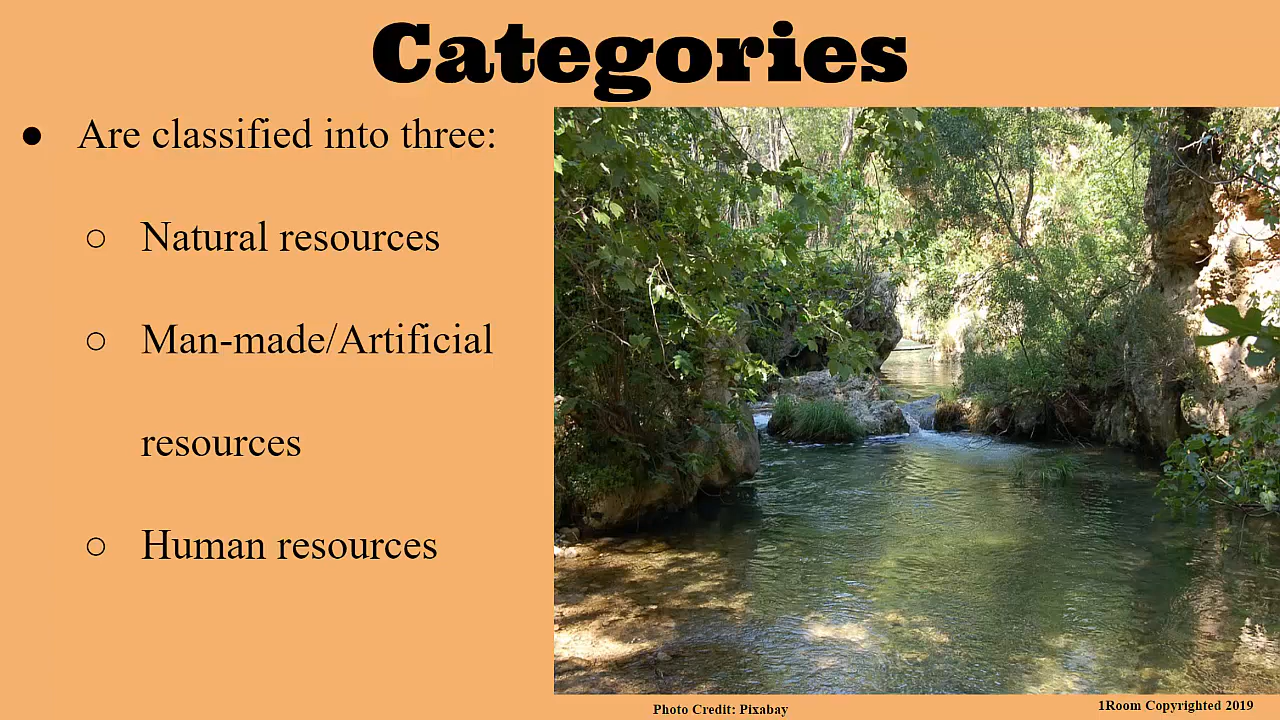 Categories
● Are classified into three:
○ Natural resources
○ Man-made/Artificial
resources
○ Human resources
Photo Credit: Pixabay
1Room Copyrighted 2019